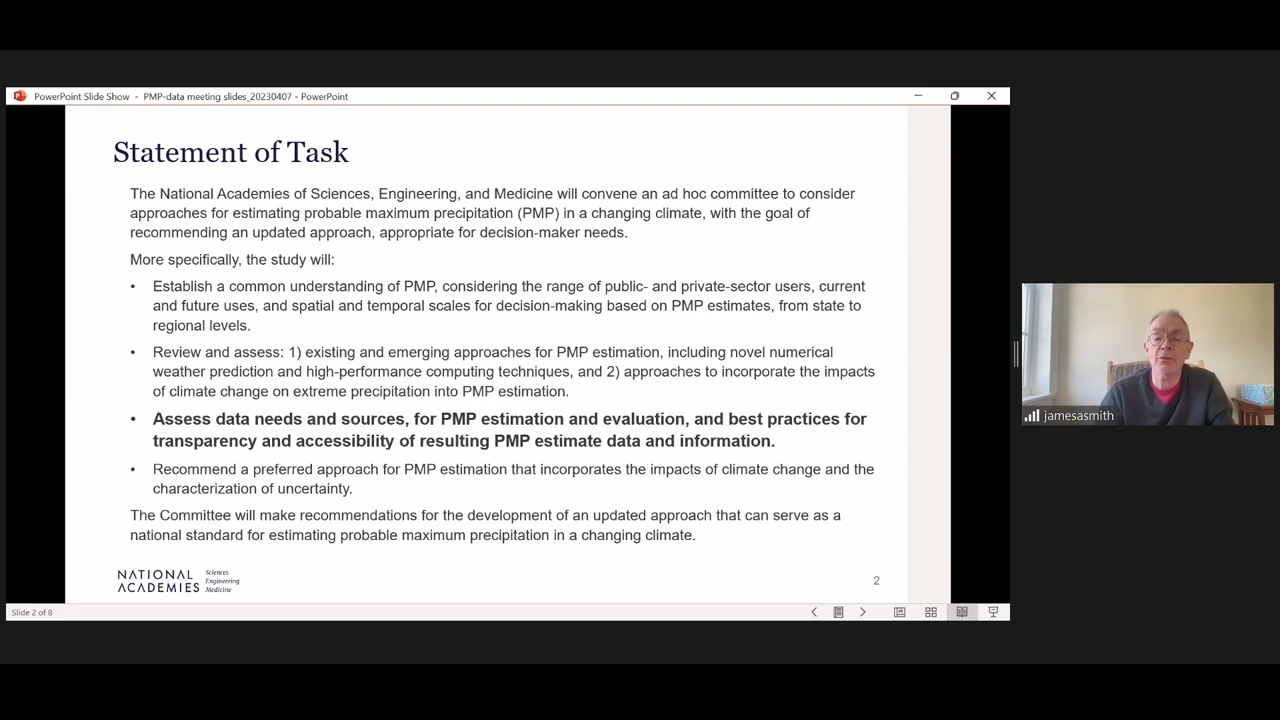 PowerPoint Slide Show - PMP-data meeting slides_20230407 - PowerPoint
Statement of Task
The National Academies of Sciences, Engineering, and Medicine will convene an ad hoc committee to consider
approaches for estimating probable maximum precipitation (PMP) in a changing climate, with the goal of
recommending an updated approach, appropriate for decision-maker needs.
More specifically, the study will:
• Establish a common understanding of PMP, considering the range of public- and private-sector users, current
and future uses, and spatial and temporal scales for decision-making based on PMP estimates, from state to
regional levels.
• Review and assess: 1) existing and emerging approaches for PMP estimation, including novel numerical
weather prediction and high-performance computing techniques, and 2) approaches to incorporate the impacts
of climate change on extreme precipitation into PMP estimation.
• Assess data needs and sources, for PMP estimation and evaluation, and best practices for
transparency and accessibility of resulting PMP estimate data and information.
• Recommend a preferred approach for PMP estimation that incorporates the impacts of climate change and the
characterization of uncertainty.
The Committee will make recommendations for the development of an updated approach that can serve as a
national standard for estimating probable maximum precipitation in a changing climate.
NATIONAL
ACADEMIES
Sciences
Engineering
Medicine
2
Slide 2 of 8
jamesasmith